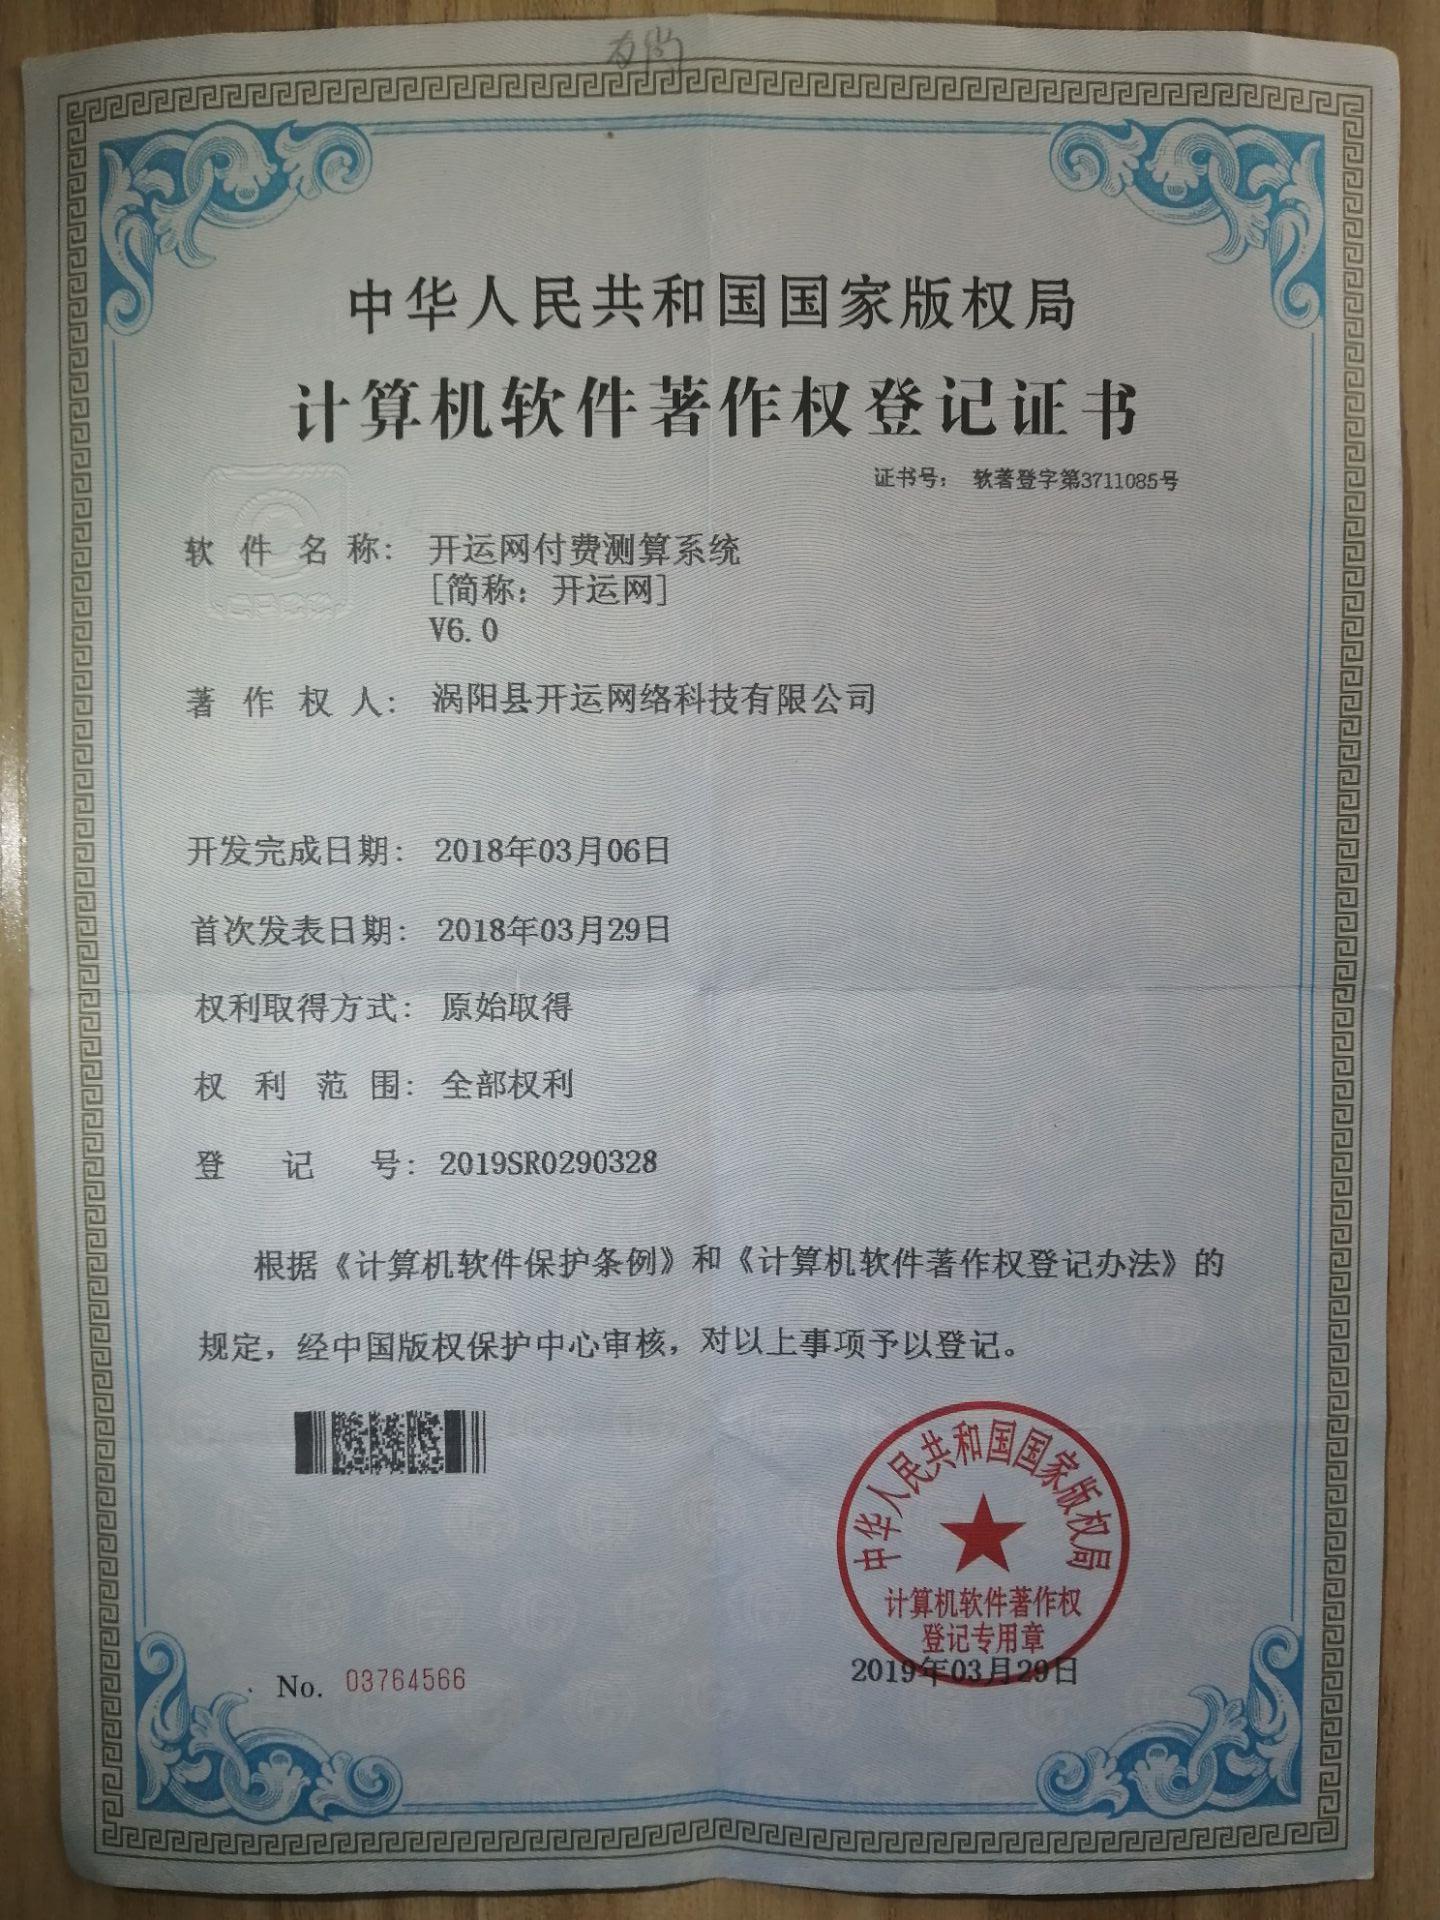 中华人民共和国国家版权局
计算机软件著作权登记证书
证书号： 软著登字第3711085号
软件名称： 开运网付费测算系统
[简称：开运网]
V6.0
著作权人： 涡阳县开运网络科技有限公司
开发完成日期： 2018年03月06日
首次发表日期： 2018年03月29日
权利取得方式： 原始取得
权利范围： 全部权利
登记号： 2019SR0290328
根据《计算机软件保护条例》和《计算机软件著作权登记办法》的
规定，经中国版权保护中心审核，对以上事项予以登记。
中华人民共和国国家版权局
计算机软件著作权
登记专用章
2019年03月29日
No. 03764566